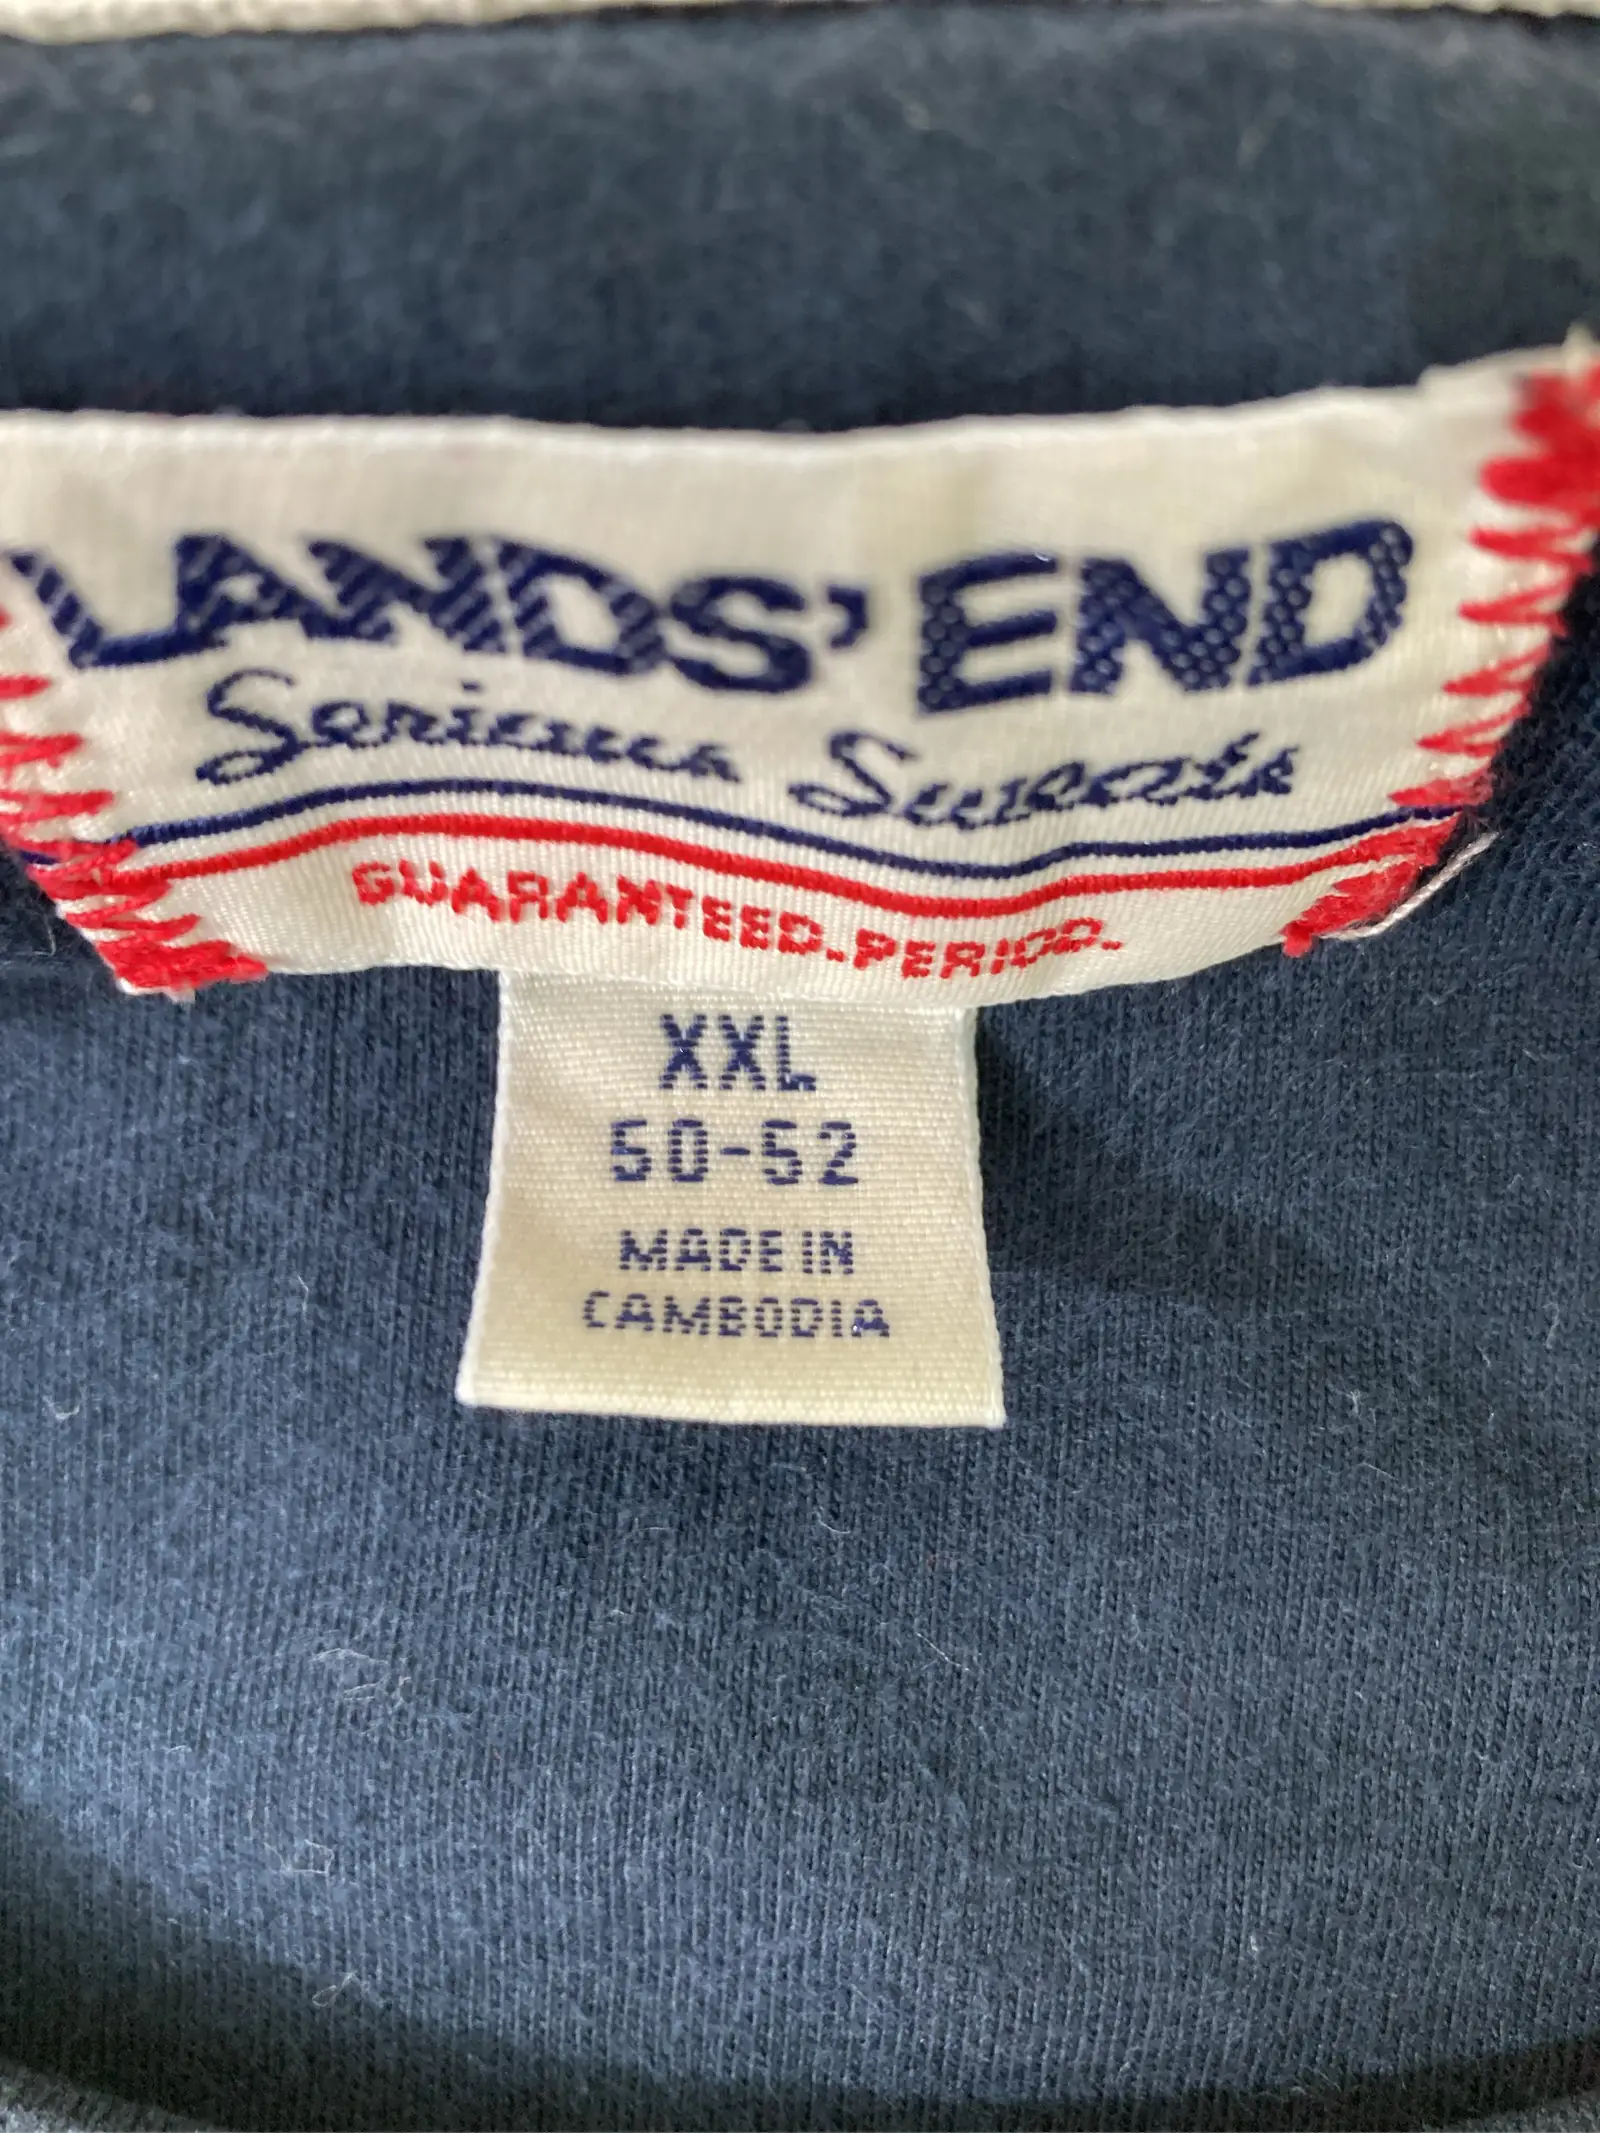 LANDS' END
Serious Sweats
GUARANTEED. PERIOD.
XXL
50-52
MADE IN
CAMBODIA